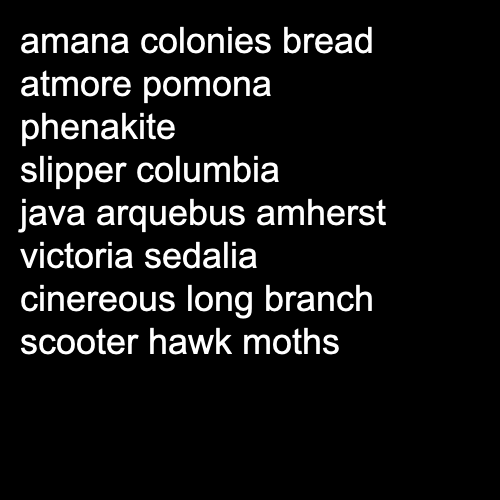 amana colonies bread
atmore pomona
phenakite
slipper columbia
java arquebus amherst
victoria sedalia
cinereous long branch
scooter hawk moths